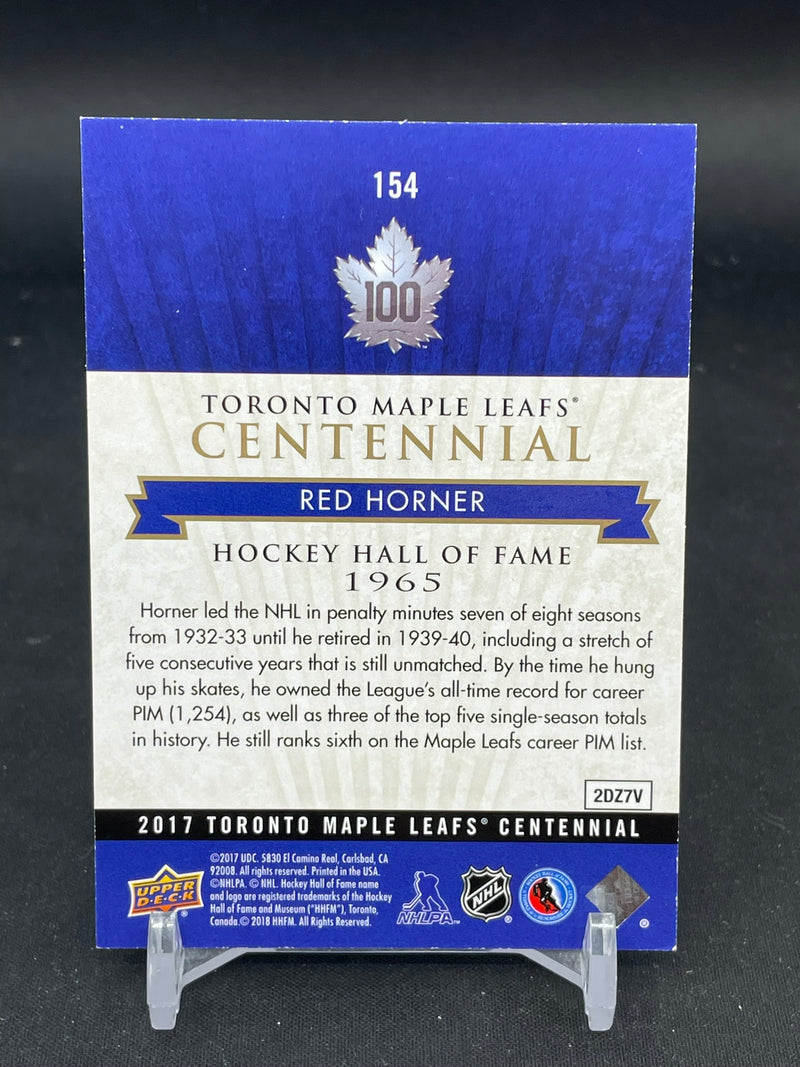 154
100
TORONTO MAPLE LEAFS®
CENTENNIAL
RED HORNER
HOCKEY HALL OF FAME
1965
Horner led the NHL in penalty minutes seven of eight seasons
from 1932-33 until he retired in 1939-40, including a stretch of
five consecutive years that is still unmatched. By the time he hung
up his skates, he owned the League's all-time record for career
PIM (1,254), as well as three of the top five single-season totals
in history. He still ranks sixth on the Maple Leafs career PIM list.
2DZ7V
2017 TORONTO MAPLE LEAFS® CENTENNIAL
©2017 UDC. 5830 El Camino Real, Carlsbad, CA
92008. All rights reserved. Printed in the USA.
©NHLPA. © NHL. Hockey Hall of Fame name
and logo are registered trademarks of the Hockey
Hall of Fame and Museum ("HHFM"), Toronto,
Canada.© 2018 HHFM. All Rights Reserved.
UPPER
D·E·C·K
®
NHLPA™
NHL
®
®